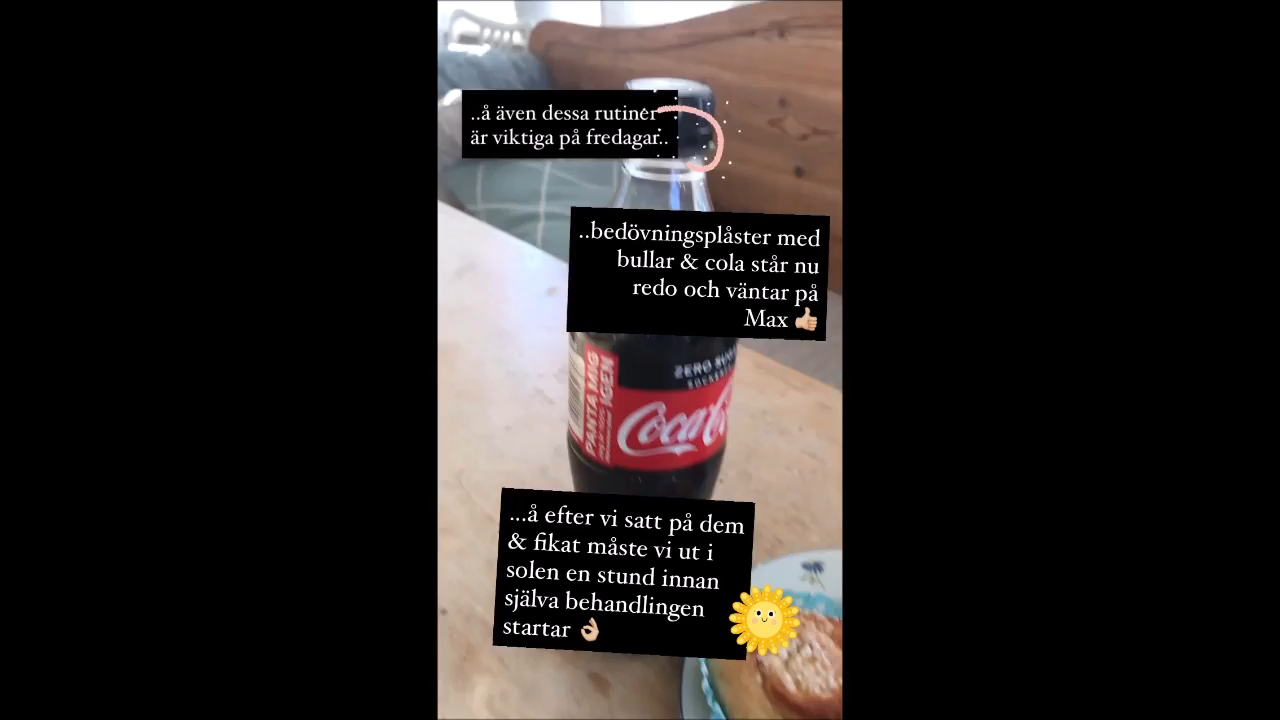 ..å även dessa rutiner
är viktiga på fredagar..
..bedövningsplåster med
bullar & cola står nu
redo och väntar på
Max 👍🏼
ZERO
PANTA MIG
IGEN
Coca
...å efter vi satt på dem
& fikat måste vi ut i
solen en stund innan
själva behandlingen
startar 👌🏼